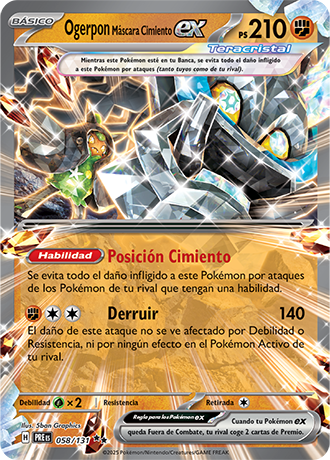 BÁSICO
Ogerpon Máscara Cimiento ex PS 210
Teracristal
Mientras este Pokémon esté en tu Banca, se evita todo el daño infligido
a este Pokémon por ataques (tanto tuyos como de tu rival).
Habilidad Posición Cimiento
Se evita todo el daño infligido a este Pokémon por ataques
de los Pokémon de tu rival que tengan una habilidad.
Derruir 140
El daño de este ataque no se ve afectado por Debilidad o
Resistencia, ni por ningún efecto en el Pokémon Activo de
tu rival.
Debilidad ×2 Resistencia Retirada
Ilus. 5ban Graphics
H PRE ES 058/131
Regla para los Pokémon ex
Cuando tu Pokémon ex
queda Fuera de Combate, tu rival coge 2 cartas de Premio.
©2025 Pokémon/Nintendo/Creatures/GAME FREAK